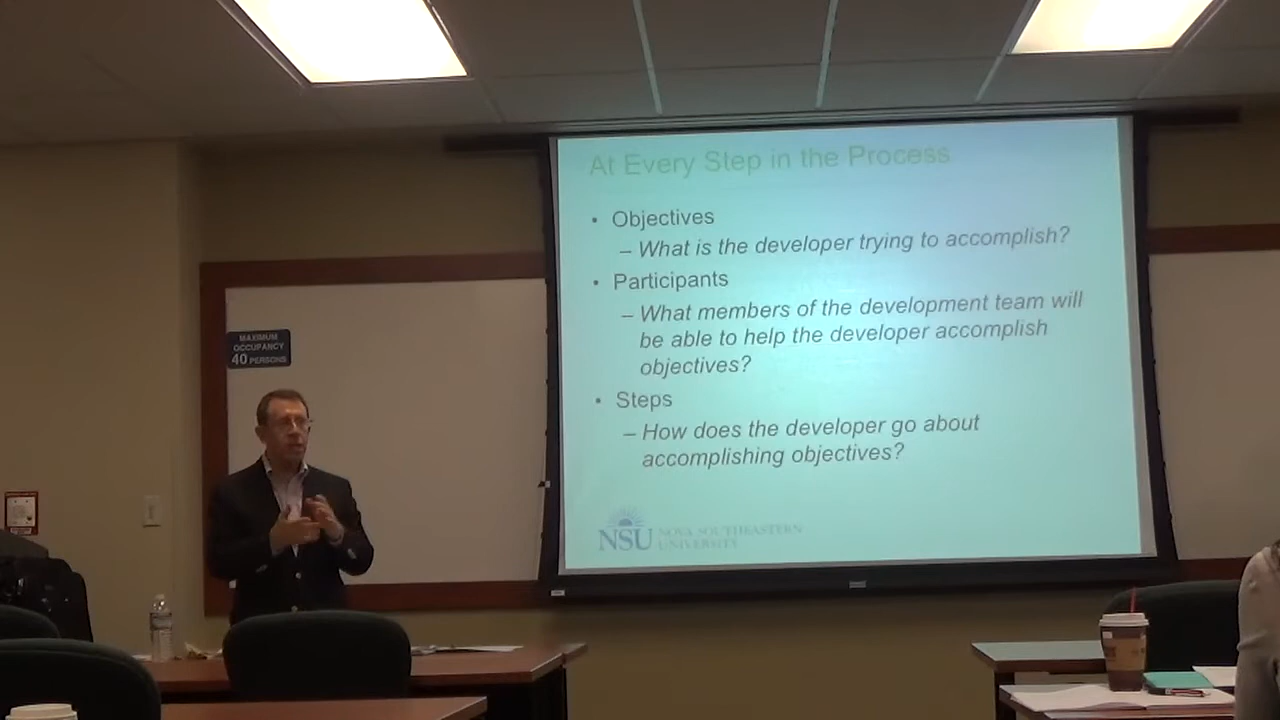 At Every Step in the Process
• Objectives
– What is the developer trying to accomplish?
• Participants
– What members of the development team will
be able to help the developer accomplish
objectives?
• Steps
– How does the developer go about
accomplishing objectives?
NSU NOVA SOUTHEASTERN
UNIVERSITY
MAXIMUM
OCCUPANCY
40 PERSONS